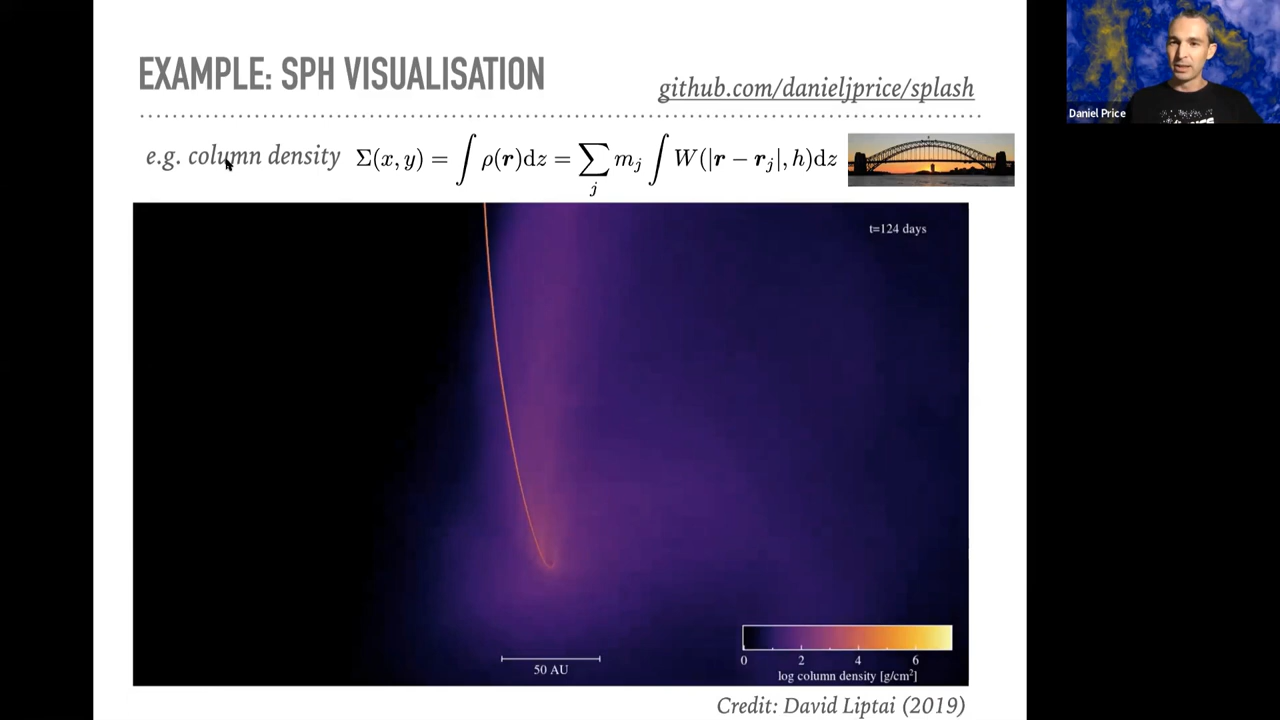 EXAMPLE: SPH VISUALISATION
github.com/danieljprice/splash
e.g. column density Σ(x, y) = ∫ ρ(r)dz = ∑_j m_j ∫ W(|r − r_j|, h)dz
Daniel Price
t=124 days
50 AU
0 2 4 6
log column density [g/cm²]
Credit: David Liptai (2019)